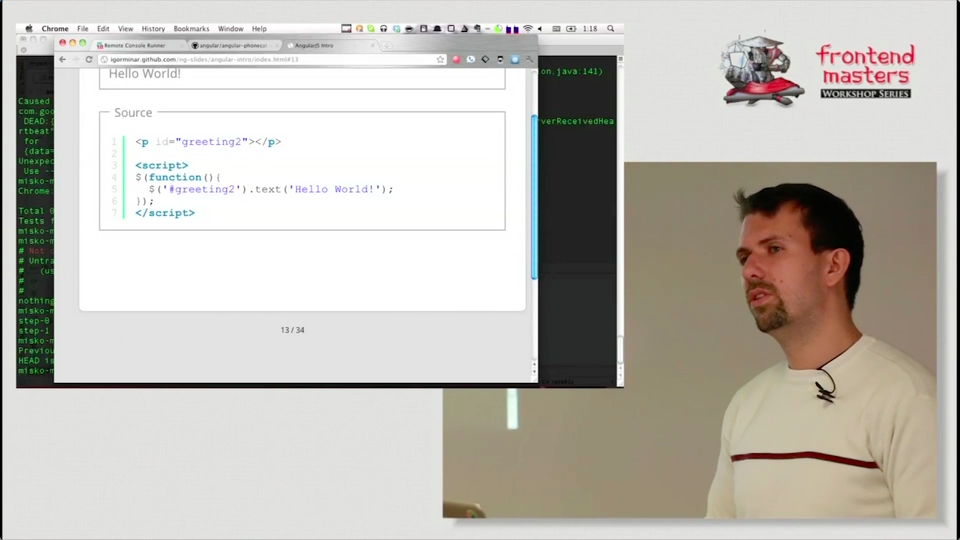 Chrome File Edit View History Bookmarks Window Help 1:18
Remote Console Runner angular/angular-phonecat AngularJS Intro
igorminar.github.com/ng-slides/angular-intro/index.html#13
Hello World!
Source
1 <p id="greeting2"></p>
2
3 <script>
4 $(function(){
5 $('#greeting2').text('Hello World!');
6 });
7 </script>
13 / 34
on.java:141)
verReceivedHea
Caused
com.goo
DEAD:
rtbeat"
for
{data=
Unexpec
Use --
misko-m
Chrome:
Total 0
Tests f
misko-m
misko-m
# Not
# Untra
# (us
#
#
nothing
misko-m
step-0
step-1
misko-m
Previou
HEAD is
misko-m
frontend
masters
WORKSHOP SERIES